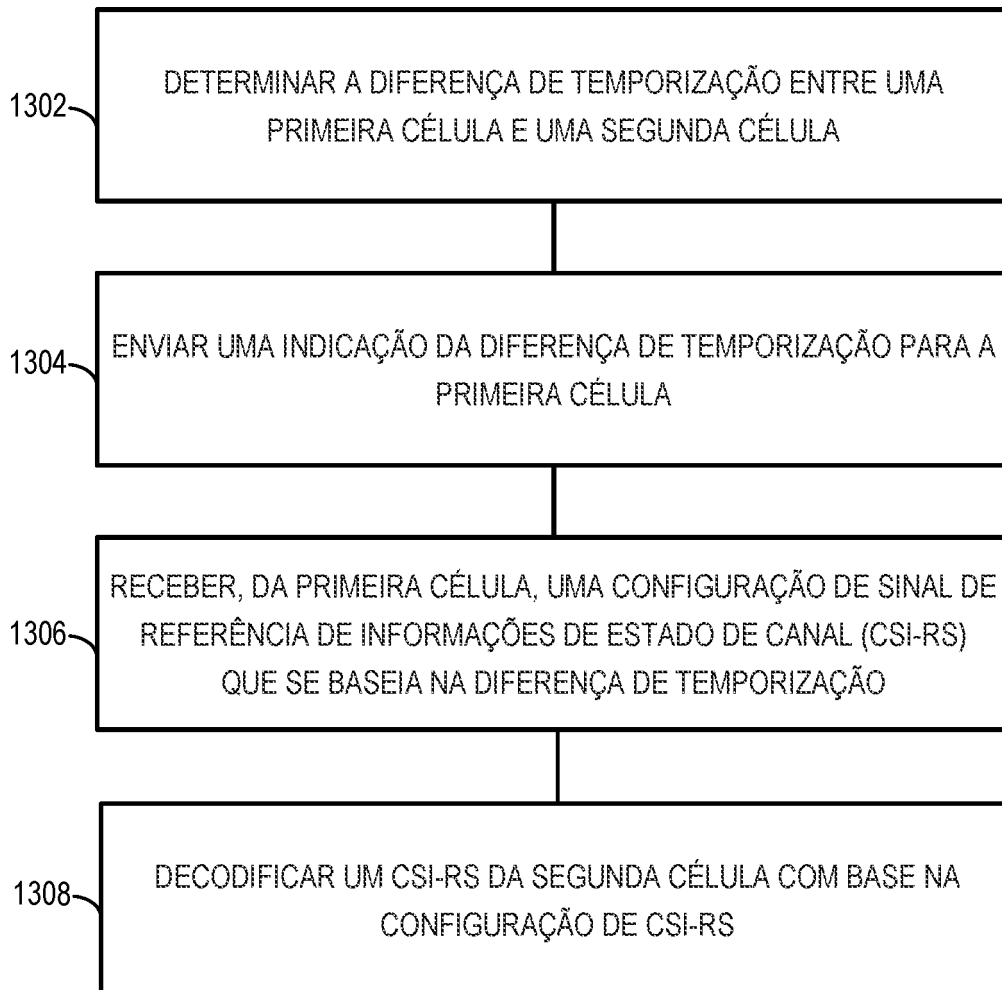 1302
DETERMINAR A DIFERENÇA DE TEMPORIZAÇÃO ENTRE UMA
PRIMEIRA CÉLULA E UMA SEGUNDA CÉLULA
1304
ENVIAR UMA INDICAÇÃO DA DIFERENÇA DE TEMPORIZAÇÃO PARA A
PRIMEIRA CÉLULA
1306
RECEBER, DA PRIMEIRA CÉLULA, UMA CONFIGURAÇÃO DE SINAL DE
REFERÊNCIA DE INFORMAÇÕES DE ESTADO DE CANAL (CSI-RS)
QUE SE BASEIA NA DIFERENÇA DE TEMPORIZAÇÃO
1308
DECODIFICAR UM CSI-RS DA SEGUNDA CÉLULA COM BASE NA
CONFIGURAÇÃO DE CSI-RS